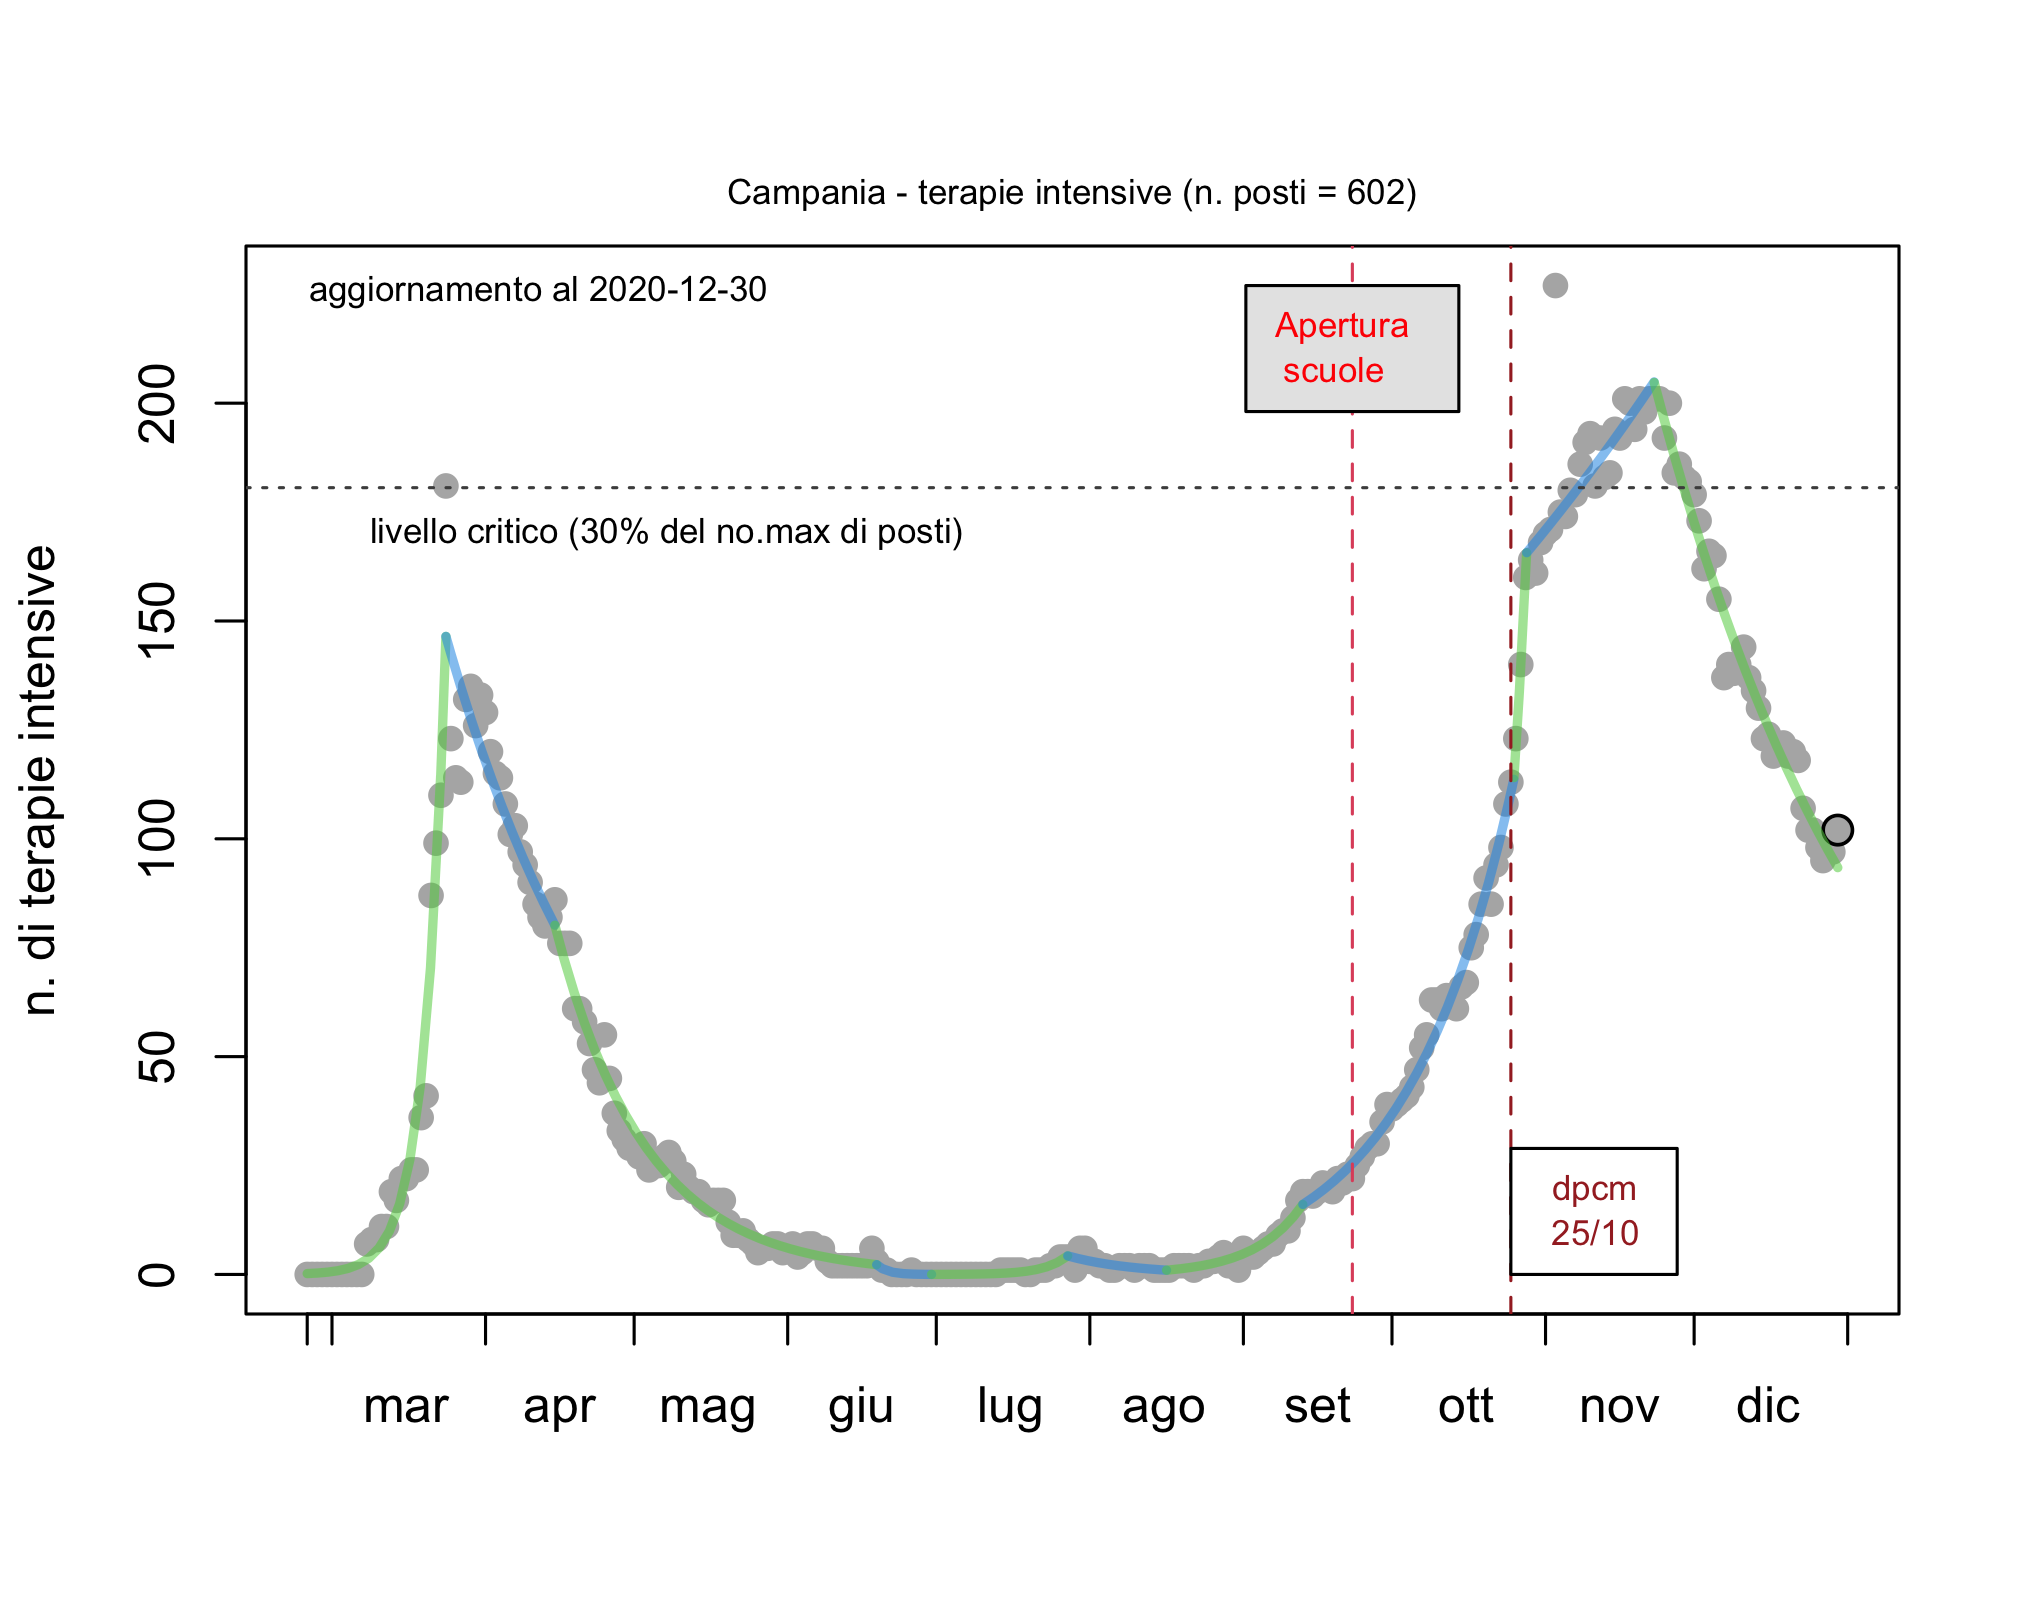 Campania - terapie intensive (n. posti = 602)
aggiornamento al 2020-12-30
Apertura
scuole
livello critico (30% del no.max di posti)
n. di terapie intensive
200
150
100
50
0
dpcm
25/10
mar apr mag giu lug ago set ott nov dic